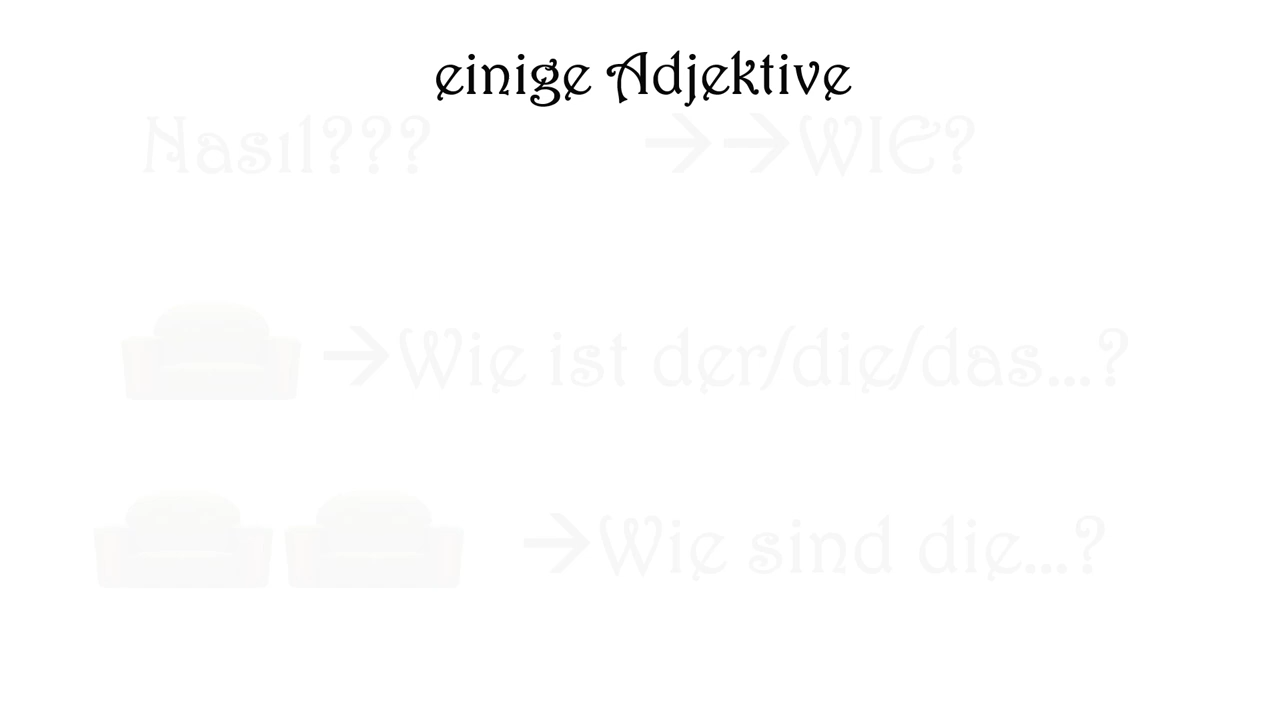 einige Adjektive
Nasıl??? →→WIE?
→Wie ist der/die/das...?
→Wie sind die...?